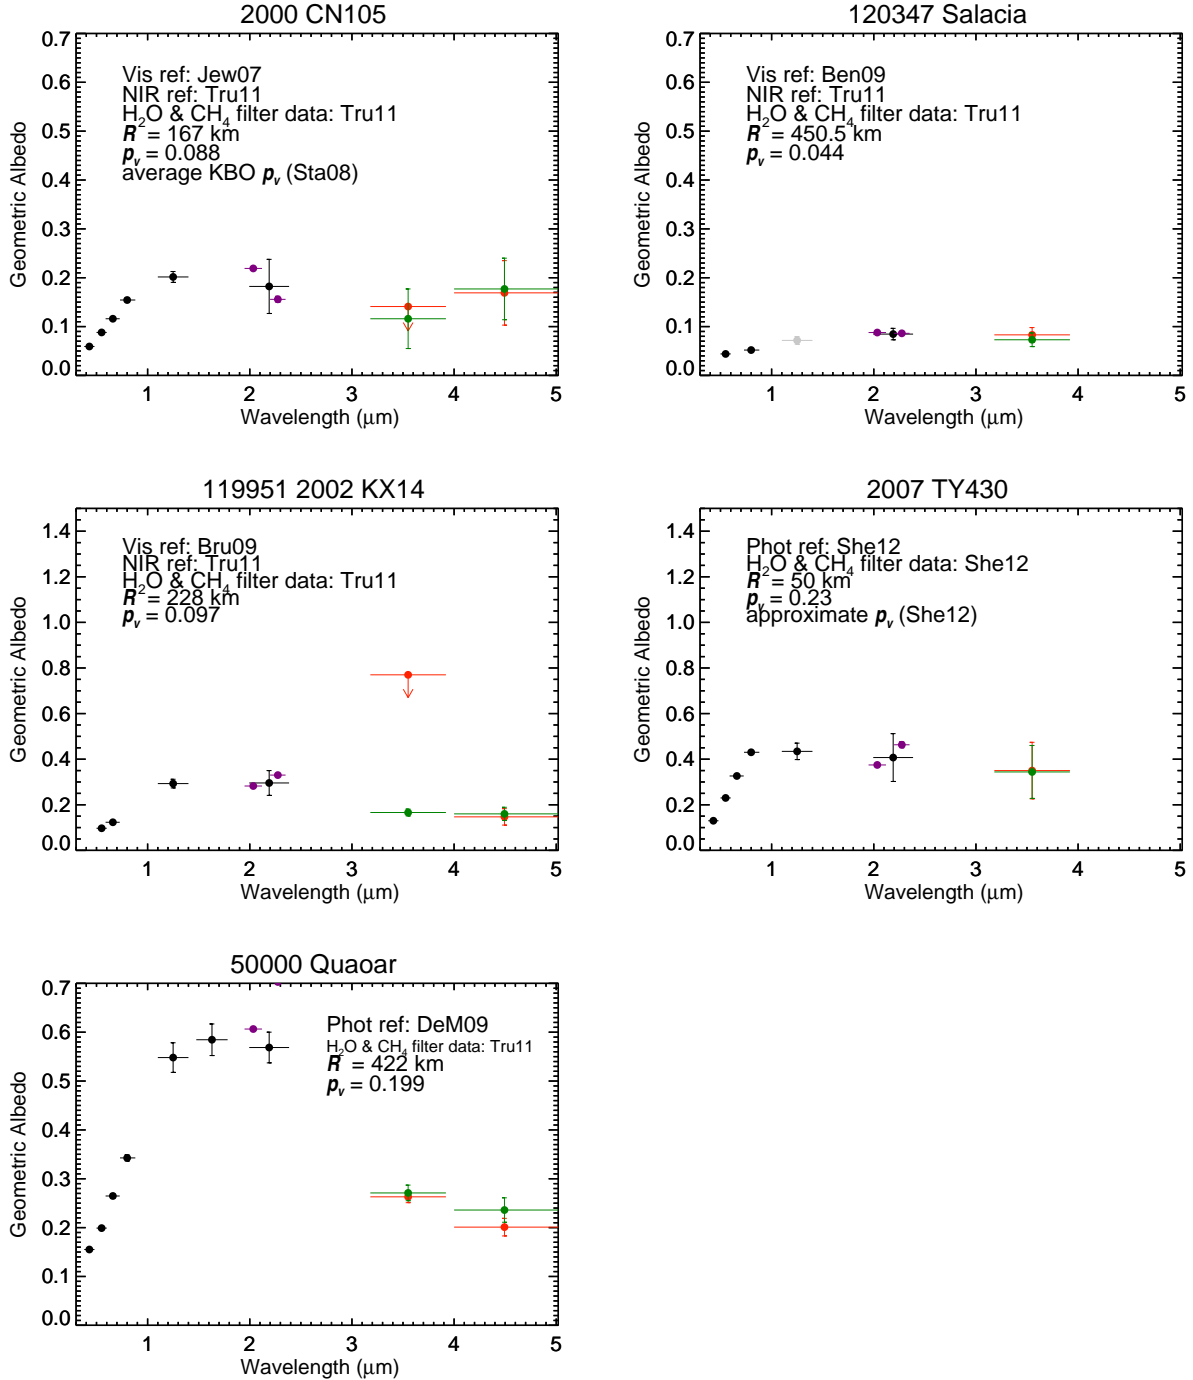 2000 CN105
0.7
0.6
0.5
0.4
0.3
0.2
0.1
0.0
Geometric Albedo
Vis ref: Jew07
NIR ref: Tru11
H₂O & CH₄ filter data: Tru11
R² = 167 km
pᵥ = 0.088
average KBO pᵥ (Sta08)
1 2 3 4 5
Wavelength (μm)
120347 Salacia
0.7
0.6
0.5
0.4
0.3
0.2
0.1
0.0
Geometric Albedo
Vis ref: Ben09
NIR ref: Tru11
H₂O & CH₄ filter data: Tru11
R² = 450.5 km
pᵥ = 0.044
1 2 3 4 5
Wavelength (μm)
119951 2002 KX14
1.4
1.2
1.0
0.8
0.6
0.4
0.2
0.0
Geometric Albedo
Vis ref: Bru09
NIR ref: Tru11
H₂O & CH₄ filter data: Tru11
R² = 228 km
pᵥ = 0.097
1 2 3 4 5
Wavelength (μm)
2007 TY430
1.4
1.2
1.0
0.8
0.6
0.4
0.2
0.0
Geometric Albedo
Phot ref: She12
H₂O & CH₄ filter data: She12
R² = 50 km
pᵥ = 0.23
approximate pᵥ (She12)
1 2 3 4 5
Wavelength (μm)
50000 Quaoar
0.7
0.6
0.5
0.4
0.3
0.2
0.1
0.0
Geometric Albedo
Phot ref: DeM09
H₂O & CH₄ filter data: Tru11
R² = 422 km
pᵥ = 0.199
1 2 3 4 5
Wavelength (μm)